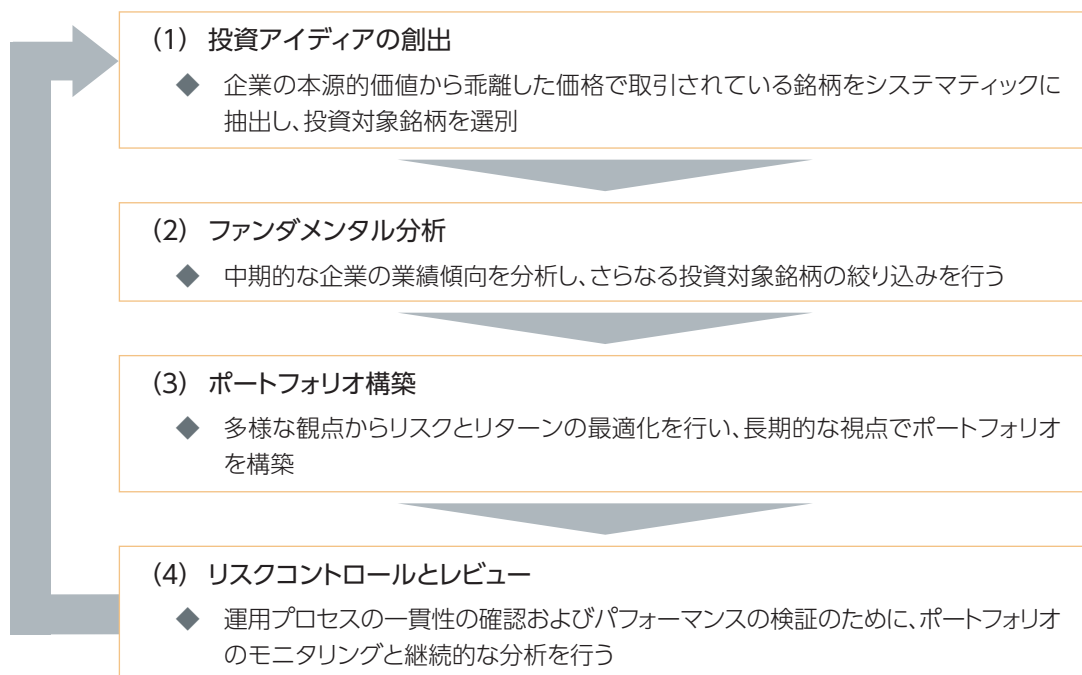 (1) 投資アイディアの創出
◆ 企業の本源的価値から乖離した価格で取引されている銘柄をシステマティックに
抽出し、投資対象銘柄を選別
(2) ファンダメンタル分析
◆ 中期的な企業の業績傾向を分析し、さらなる投資対象銘柄の絞り込みを行う
(3) ポートフォリオ構築
◆ 多様な観点からリスクとリターンの最適化を行い、長期的な視点でポートフォリオ
を構築
(4) リスクコントロールとレビュー
◆ 運用プロセスの一貫性の確認およびパフォーマンスの検証のために、ポートフォリオ
のモニタリングと継続的な分析を行う